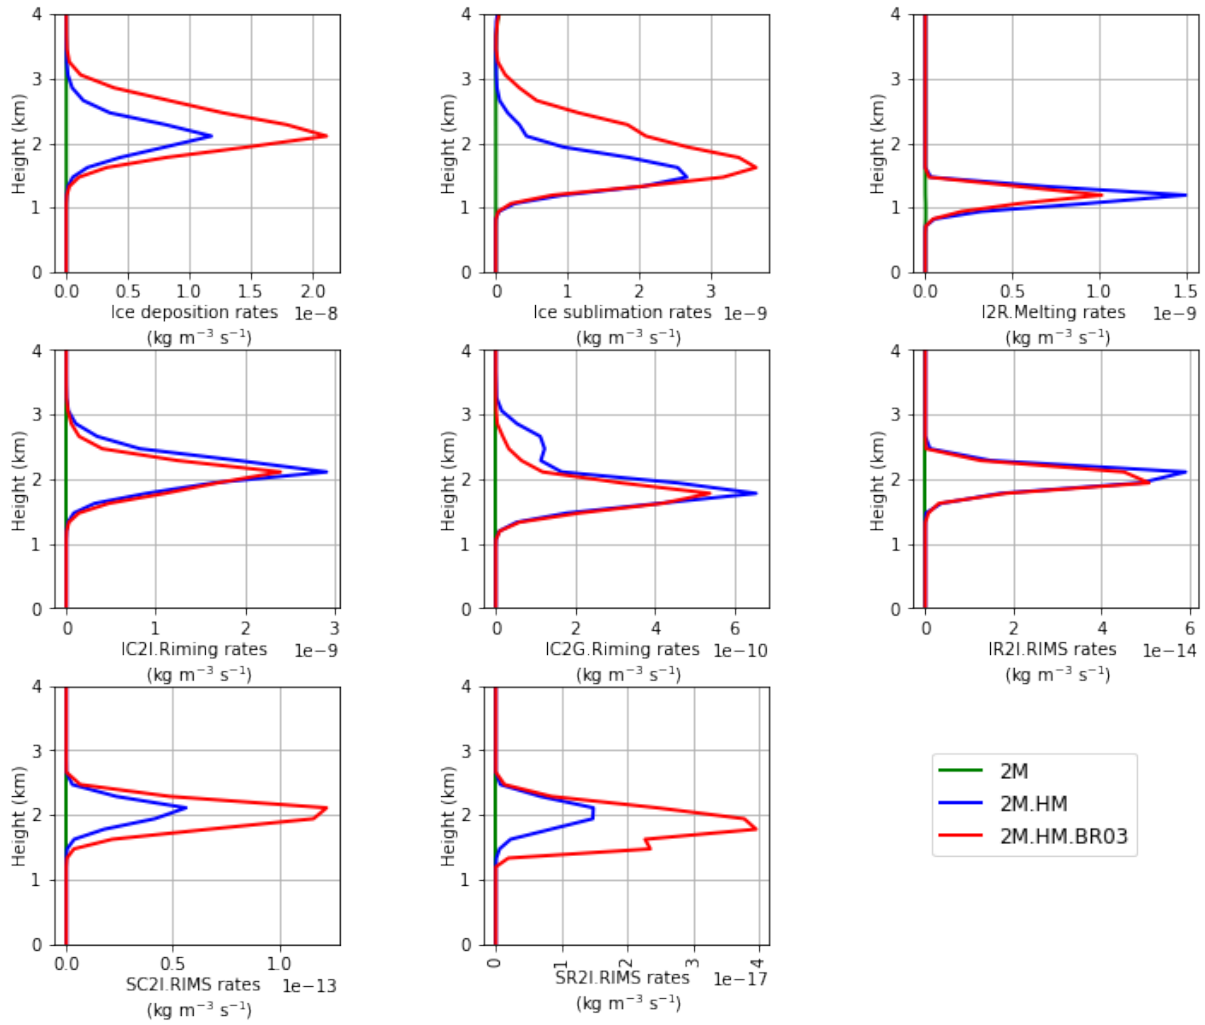 4
3
2
1
0
Height (km)
0.0 0.5 1.0 1.5 2.0
Ice deposition rates 1e−8
(kg m−3 s−1)
4
3
2
1
0
Height (km)
0 1 2 3
Ice sublimation rates 1e−9
(kg m−3 s−1)
4
3
2
1
0
Height (km)
0.0 0.5 1.0 1.5
I2R.Melting rates 1e−9
(kg m−3 s−1)
4
3
2
1
0
Height (km)
0 1 2 3
IC2I.Riming rates 1e−9
(kg m−3 s−1)
4
3
2
1
0
Height (km)
0 2 4 6
IC2G.Riming rates 1e−10
(kg m−3 s−1)
4
3
2
1
0
Height (km)
0 2 4 6
IR2I.RIMS rates 1e−14
(kg m−3 s−1)
4
3
2
1
0
Height (km)
0.0 0.5 1.0
SC2I.RIMS rates 1e−13
(kg m−3 s−1)
4
3
2
1
0
Height (km)
0 1 2 3 4
SR2I.RIMS rates 1e−17
(kg m−3 s−1)
2M
2M.HM
2M.HM.BR03